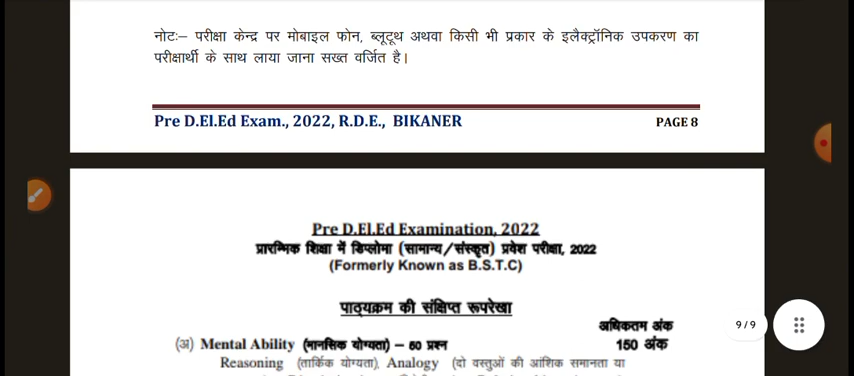 नोटः– परीक्षा केन्द्र पर मोबाइल फोन, ब्लूटूथ अथवा किसी भी प्रकार के इलैक्ट्रॉनिक उपकरण का
परीक्षार्थी के साथ लाया जाना सख्त वर्जित है।
Pre D.El.Ed Exam., 2022, R.D.E., BIKANER PAGE 8
Pre D.El.Ed Examination, 2022
प्रारम्भिक शिक्षा में डिप्लोमा (सामान्य/संस्कृत) प्रवेश परीक्षा, 2022
(Formerly Known as B.S.T.C)
पाठ्यक्रम की संक्षिप्त रूपरेखा
अधिकतम अंक
9/9
(अ) Mental Ability (मानसिक योग्यता) – 50 प्रश्न 150 अंक
Reasoning (तार्किक योग्यता), Analogy (दो वस्तुओं की आंशिक समानता या